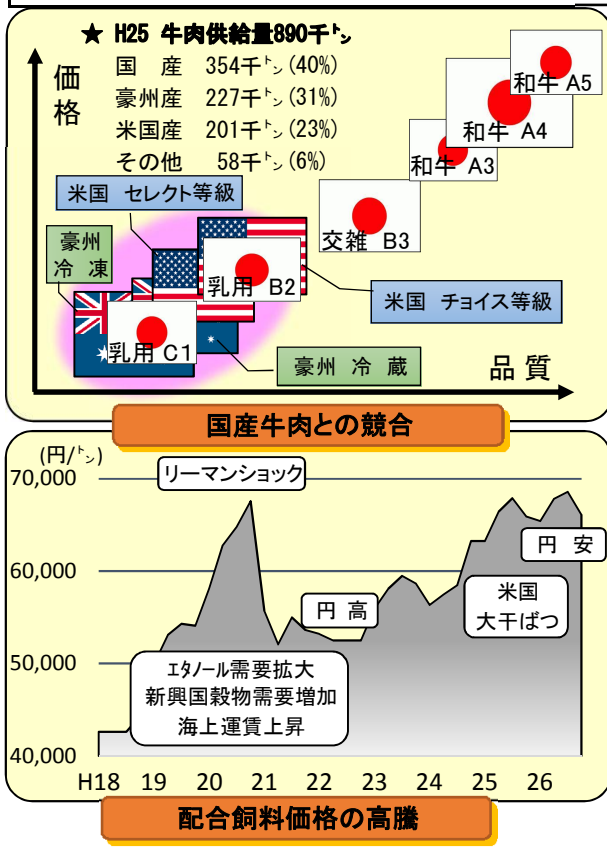 ★ H25 牛肉供給量890千㌧
国 産 354千㌧(40%)
豪州産 227千㌧(31%)
米国産 201千㌧(23%)
その他 58千㌧(6%)
価格
和牛 A5
和牛 A4
和牛 A3
交雑 B3
米国 セレクト等級
豪州
冷 凍
乳用 B2
乳用 C1
米国 チョイス等級
豪州 冷 蔵
品 質
国産牛肉との競合
(円/㌧)
70,000
60,000
50,000
40,000
リーマンショック
円 安
円 高
米国
大干ばつ
エタノール需要拡大
新興国穀物需要増加
海上運賃上昇
H18 19 20 21 22 23 24 25 26
配合飼料価格の高騰